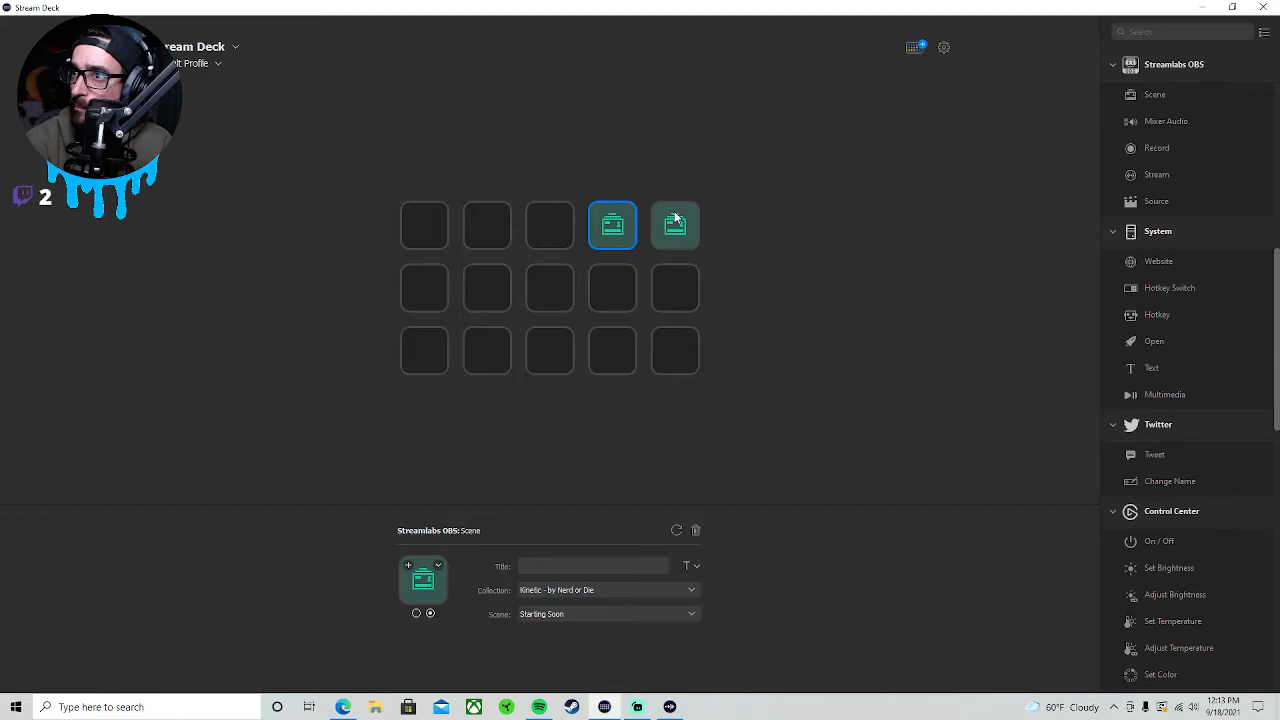 Stream Deck
ream Deck
lt Profile
2
Search
Streamlabs OBS
Scene
Mixer Audio
Record
Stream
Source
System
Website
Hotkey Switch
Hotkey
Open
Text
Multimedia
Twitter
Tweet
Change Name
Control Center
On / Off
Set Brightness
Adjust Brightness
Set Temperature
Adjust Temperature
Set Color
Streamlabs OBS: Scene
Title:
T
Collection: Kinetic - by Nerd or Die
Scene: Starting Soon
Type here to search
60°F Cloudy
12:13 PM
9/18/2021